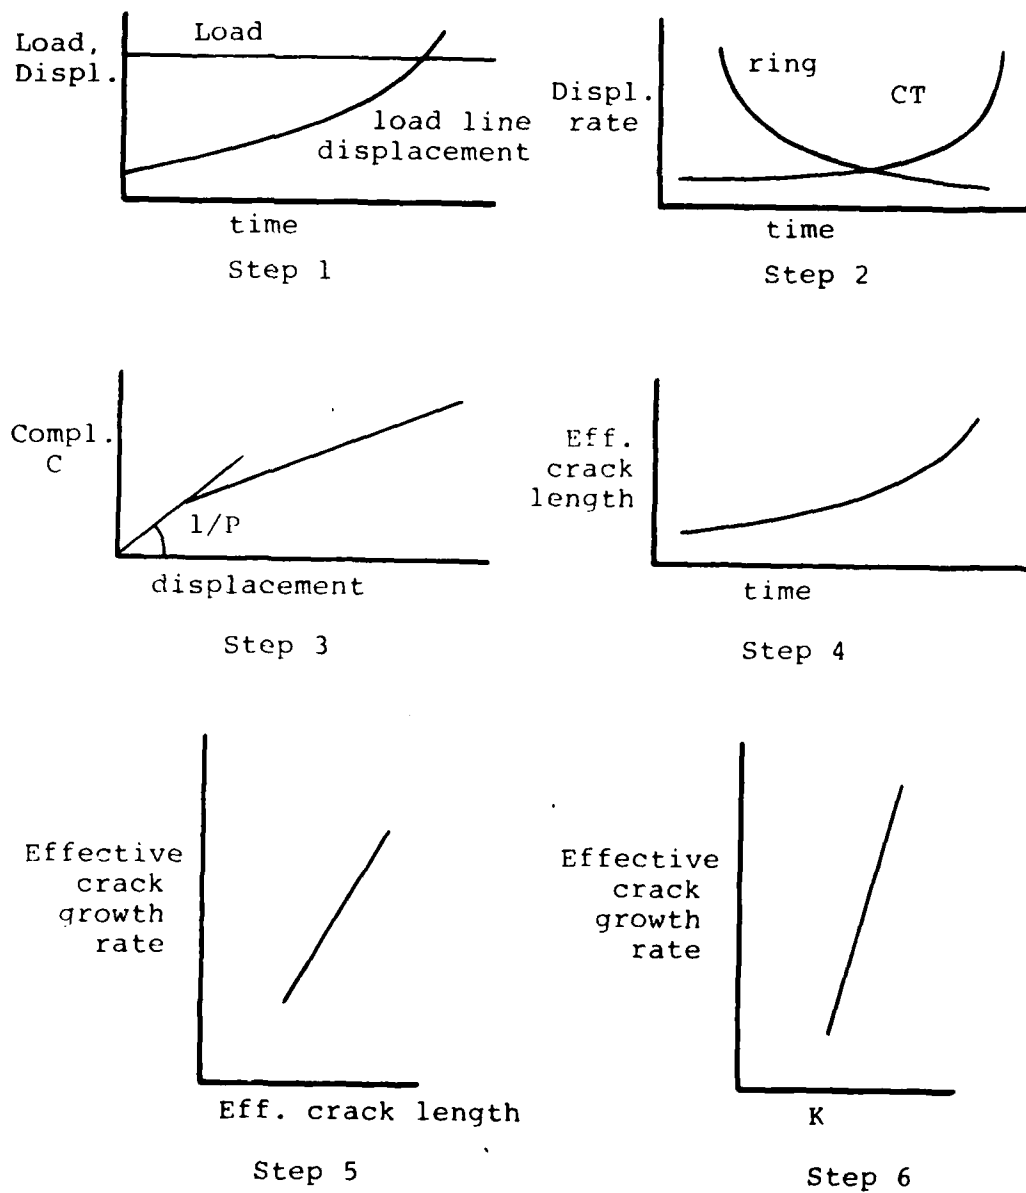 Load,
Displ.
Load
load line
displacement
time
Step 1
Displ.
rate
ring
CT
time
Step 2
Compl.
C
1/P
displacement
Step 3
Eff.
crack
length
time
Step 4
Effective
crack
growth
rate
Eff. crack length
Step 5
Effective
crack
growth
rate
K
Step 6